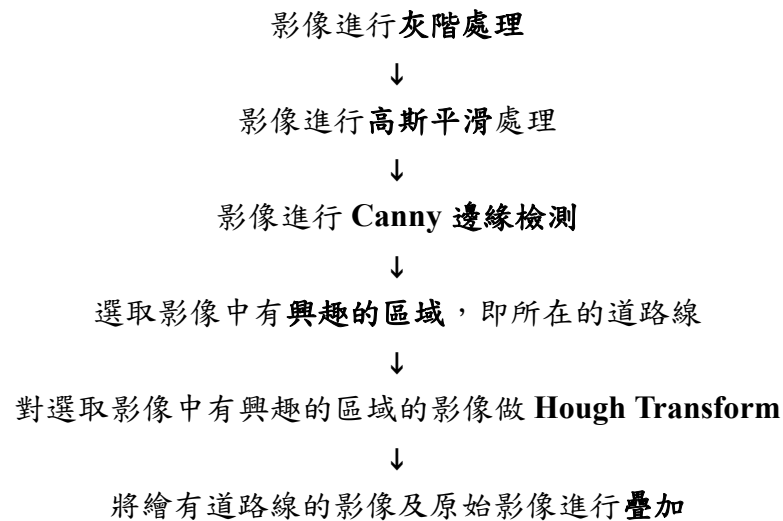 影像進行灰階處理
↓
影像進行高斯平滑處理
↓
影像進行 Canny 邊緣檢測
↓
選取影像中有興趣的區域，即所在的道路線
↓
對選取影像中有興趣的區域的影像做 Hough Transform
↓
將繪有道路線的影像及原始影像進行疊加